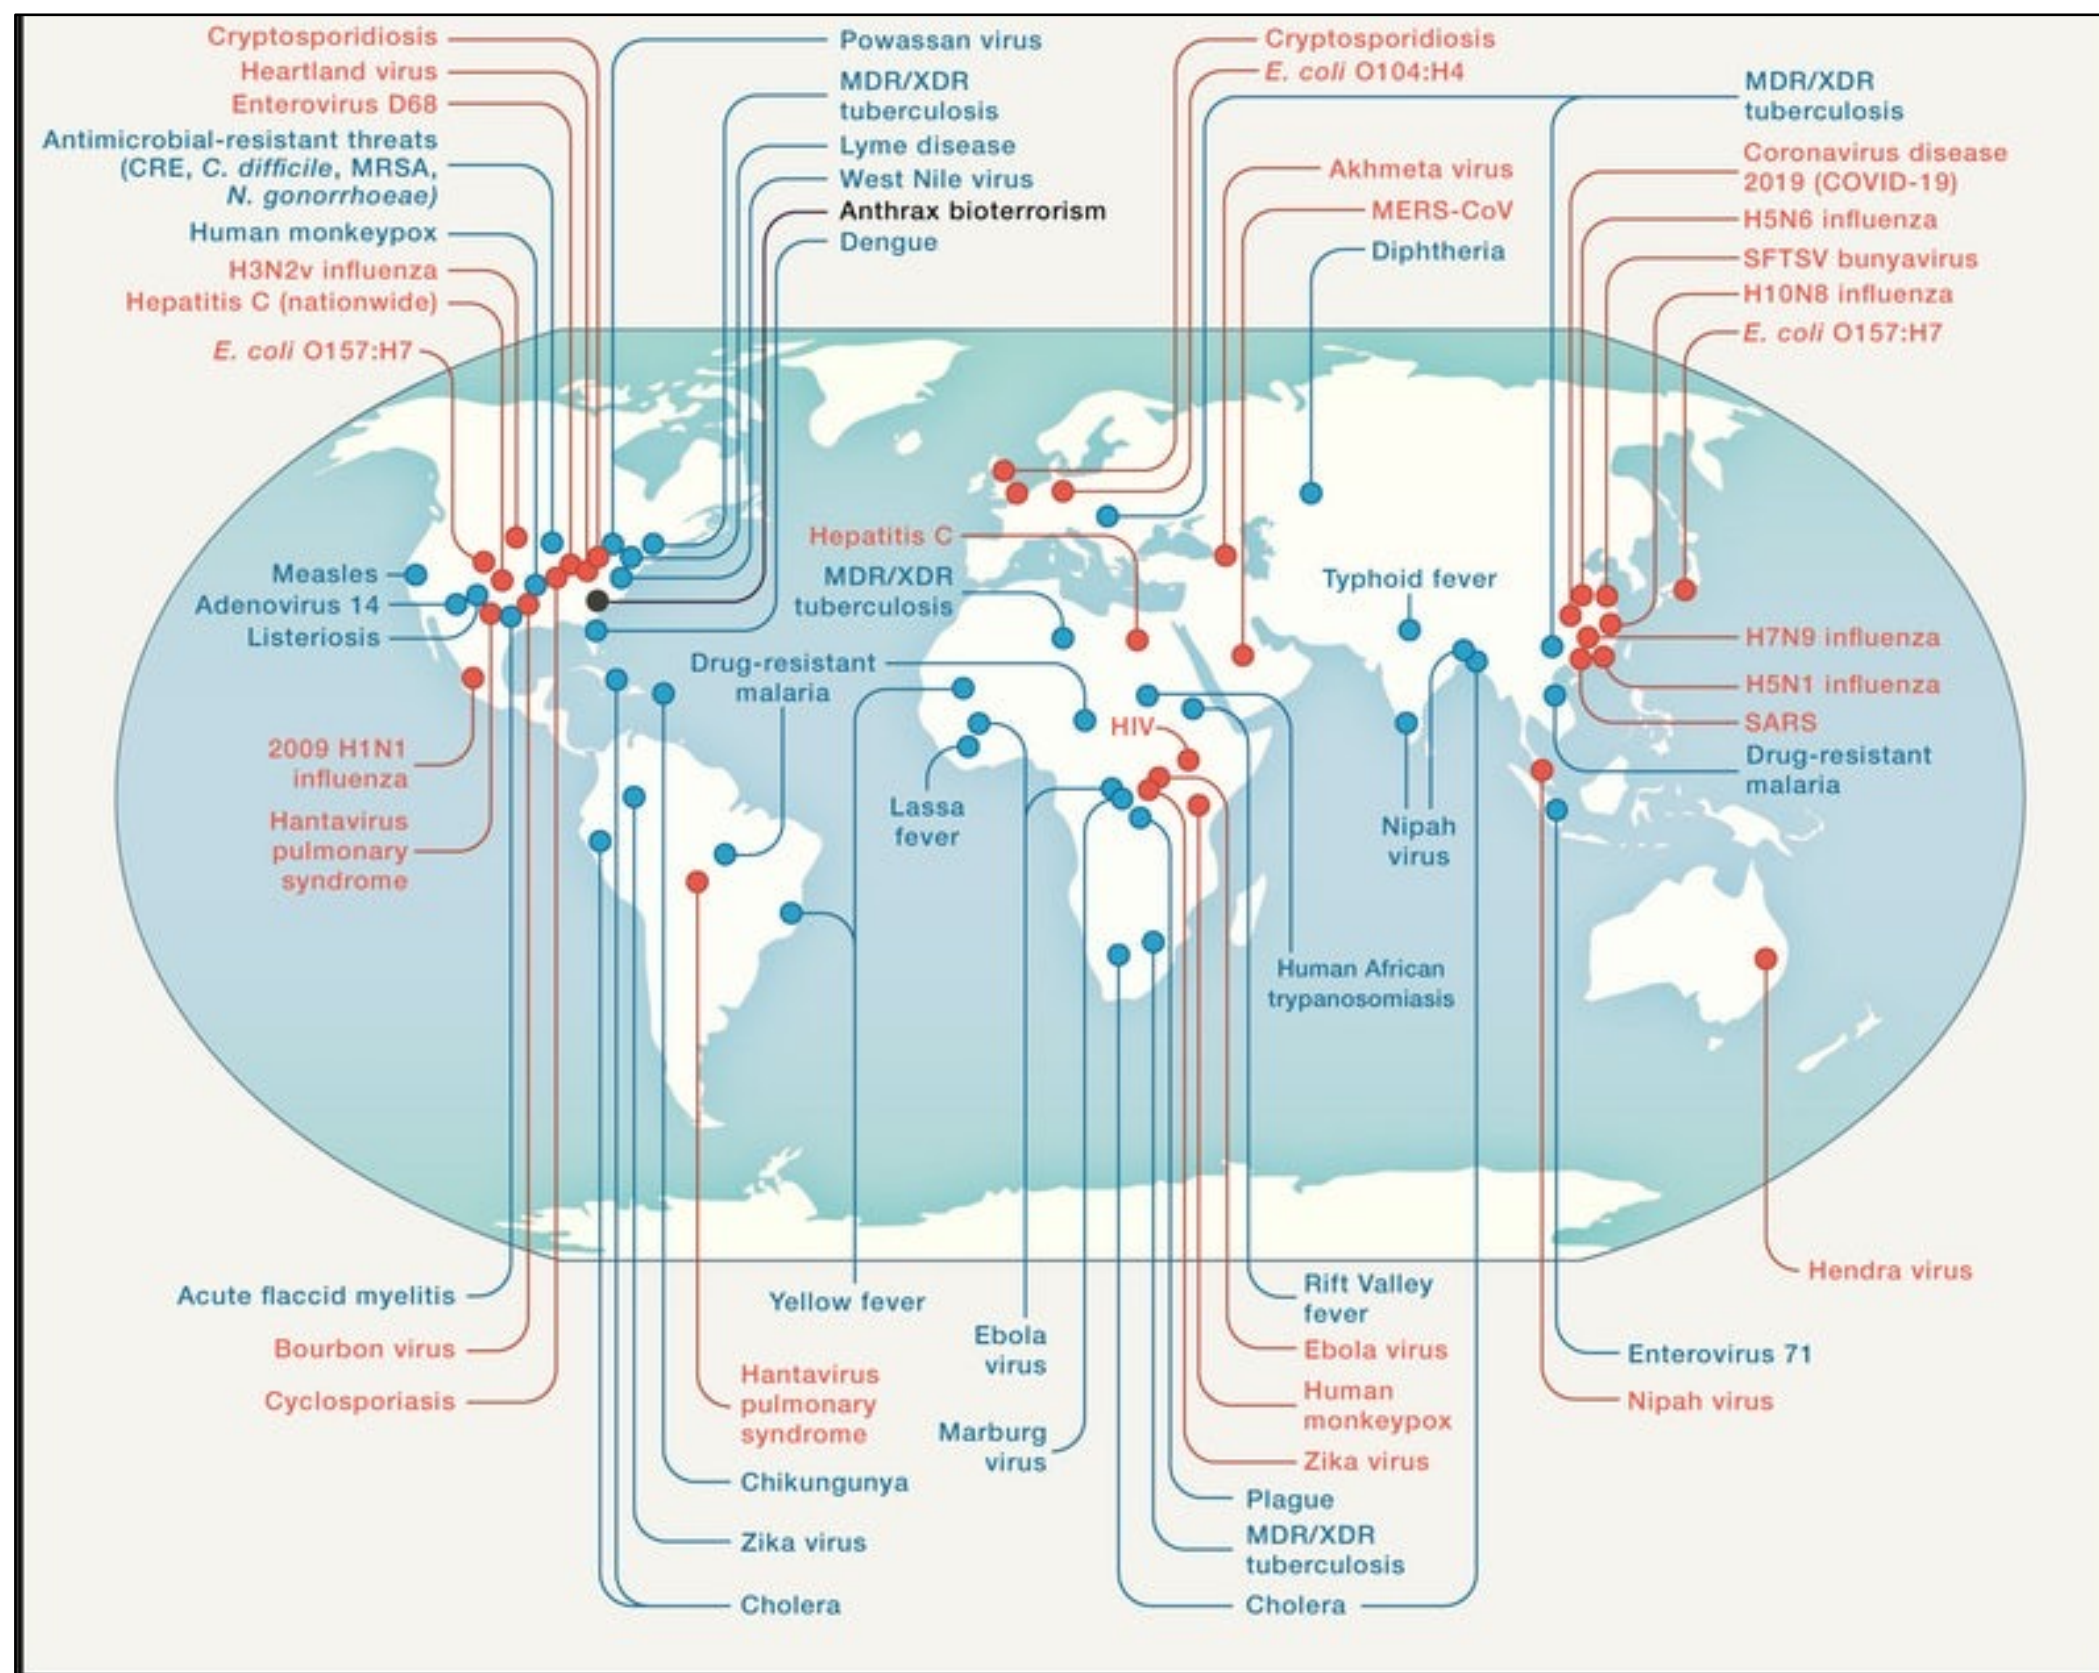 Cryptosporidiosis
Heartland virus
Enterovirus D68
Antimicrobial-resistant threats
(CRE, C. difficile, MRSA,
N. gonorrhoeae)
Human monkeypox
H3N2v influenza
Hepatitis C (nationwide)
E. coli O157:H7
Powassan virus
MDR/XDR
tuberculosis
Lyme disease
West Nile virus
Anthrax bioterrorism
Dengue
Cryptosporidiosis
E. coli O104:H4
Akhmeta virus
MERS-CoV
Diphtheria
MDR/XDR
tuberculosis
Coronavirus disease
2019 (COVID-19)
H5N6 influenza
SFTSV bunyavirus
H10N8 influenza
E. coli O157:H7
Measles
Adenovirus 14
Listeriosis
2009 H1N1
influenza
Hantavirus
pulmonary
syndrome
Hepatitis C
MDR/XDR
tuberculosis
Drug-resistant
malaria
Lassa
fever
HIV
Typhoid fever
Nipah
virus
Human African
trypanosomiasis
H7N9 influenza
H5N1 influenza
SARS
Drug-resistant
malaria
Acute flaccid myelitis
Bourbon virus
Cyclosporiasis
Yellow fever
Hantavirus
pulmonary
syndrome
Chikungunya
Zika virus
Cholera
Ebola
virus
Marburg
virus
Rift Valley
fever
Ebola virus
Human
monkeypox
Zika virus
Plague
MDR/XDR
tuberculosis
Cholera
Hendra virus
Enterovirus 71
Nipah virus